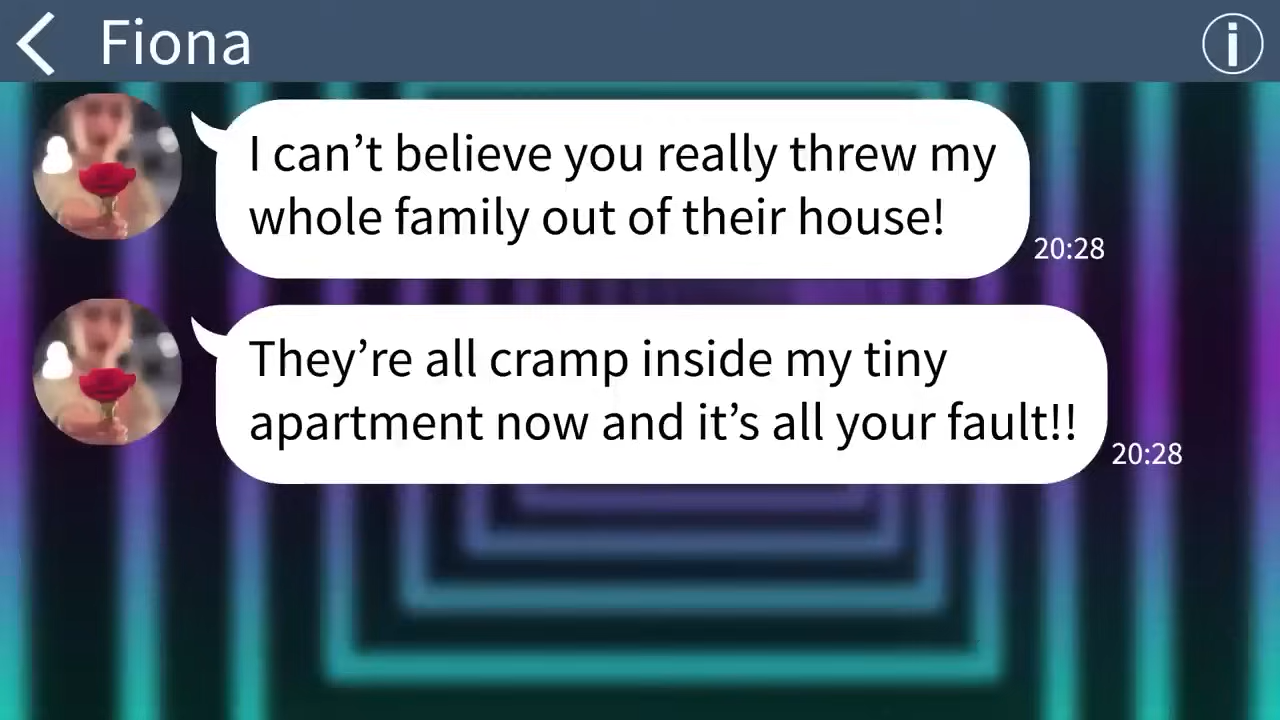 Fiona
I can’t believe you really threw my
whole family out of their house!
20:28
They’re all cramp inside my tiny
apartment now and it’s all your fault!!
20:28